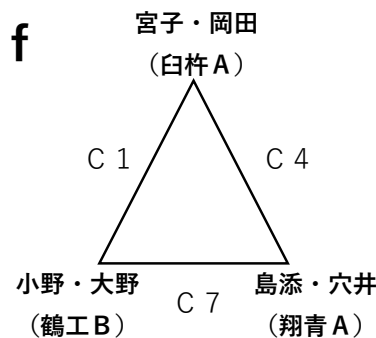 f
宮子・岡田
（臼杵A）
C 1
C 4
小野・大野
（鶴工B）
C 7
島添・穴井
（翔青A）